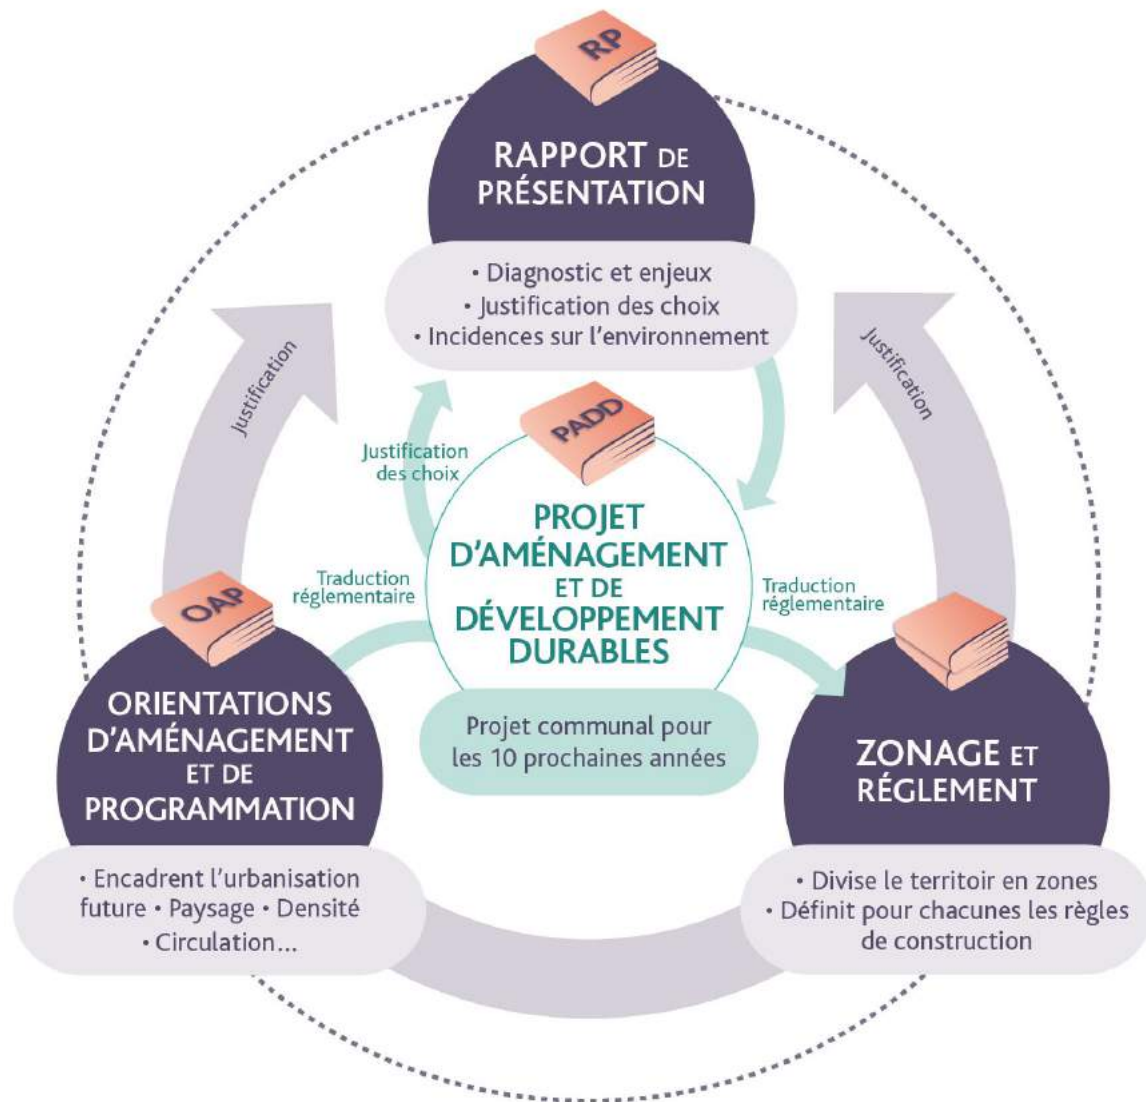 RP
RAPPORT DE
PRÉSENTATION
• Diagnostic et enjeux
• Justification des choix
• Incidences sur l'environnement
Justification
Justification
PADD
Justification
des choix
PROJET
D'AMÉNAGEMENT
ET DE
DÉVELOPPEMENT
DURABLES
Traduction
réglementaire
Traduction
réglementaire
Projet communal pour
les 10 prochaines années
OAP
ORIENTATIONS
D'AMÉNAGEMENT
ET DE
PROGRAMMATION
• Encadrent l'urbanisation
future • Paysage • Densité
• Circulation...
ZONAGE ET
RÉGLEMENT
• Divise le territoir en zones
• Définit pour chacunes les règles
de construction